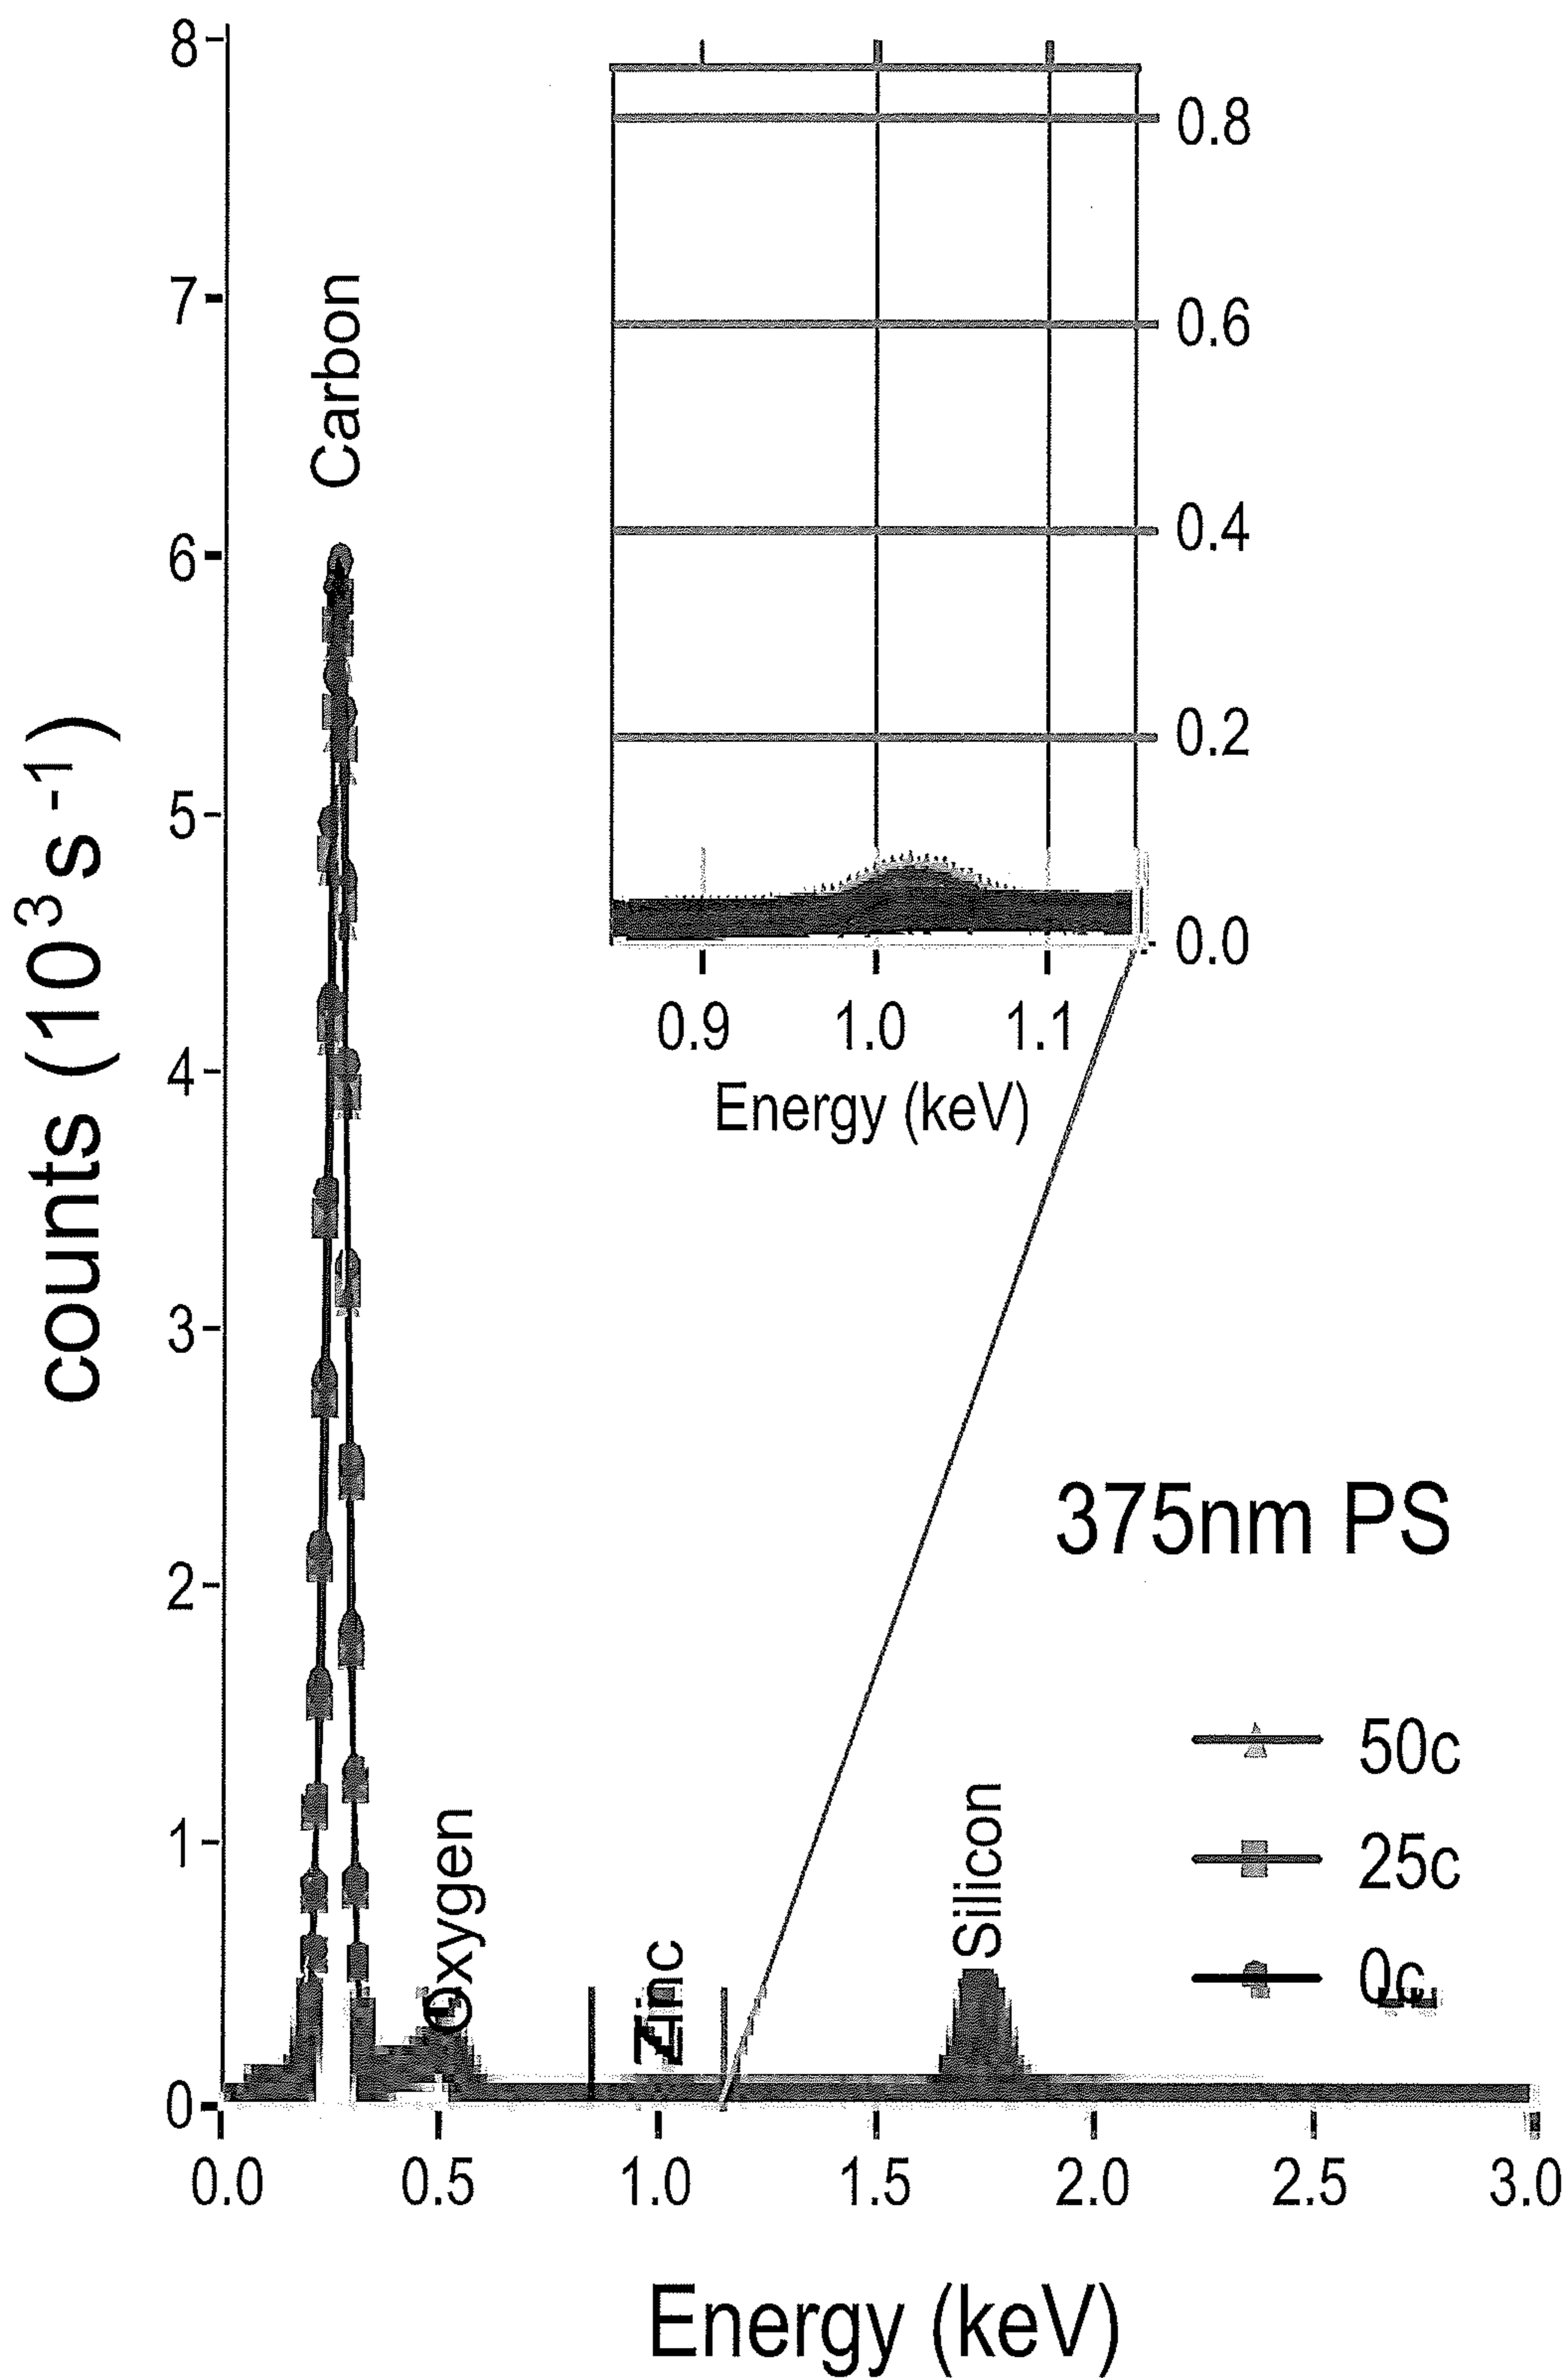 8
7
6
5
4
3
2
1
0
counts (10³s⁻¹)
Carbon
Oxygen
Zinc
Silicon
0.8
0.6
0.4
0.2
0.0
0.9 1.0 1.1
Energy (keV)
375nm PS
50c
25c
0c
0.0 0.5 1.0 1.5 2.0 2.5 3.0
Energy (keV)